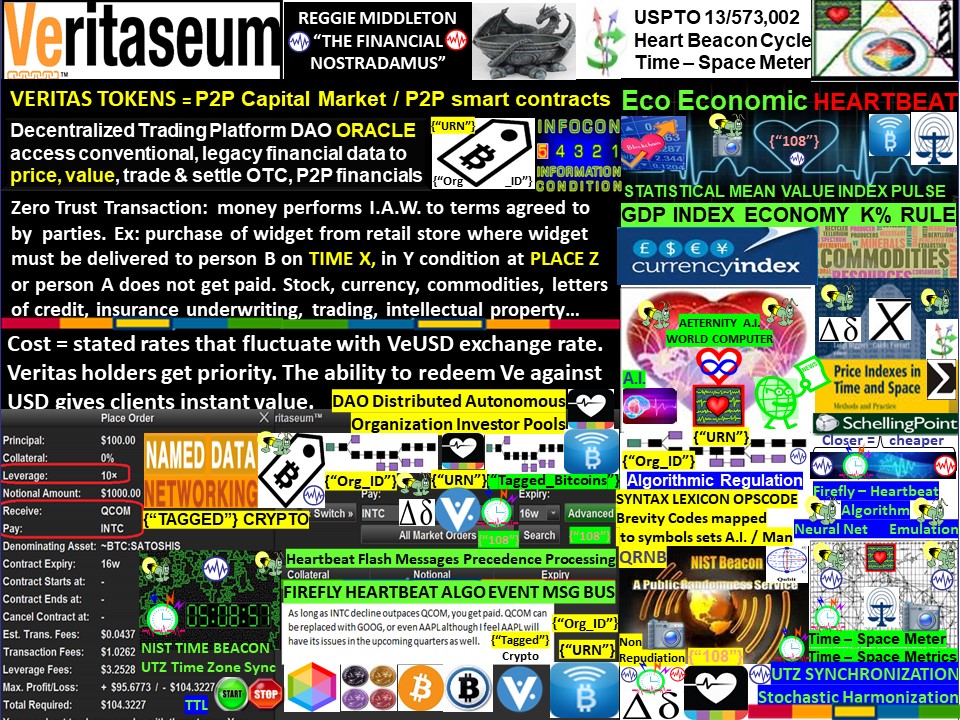 Veritaseum™
REGGIE MIDDLETON
“THE FINANCIAL
NOSTRADAMUS”
USPTO 13/573,002
Heart Beacon Cycle
Time – Space Meter
VERITAS TOKENS = P2P Capital Market / P2P smart contracts
Decentralized Trading Platform DAO ORACLE
access conventional, legacy financial data to
price, value, trade & settle OTC, P2P financials
{“URN”}
{“Org _ID”}
INFOCON
5 4 3 2 1
INFORMATION
CONDITION
Eco Economic HEARTBEAT
Blockchain
{“108”}
STATISTICAL MEAN VALUE INDEX PULSE
Zero Trust Transaction: money performs I.A.W. to terms agreed to
by parties. Ex: purchase of widget from retail store where widget
must be delivered to person B on TIME X, in Y condition at PLACE Z
or person A does not get paid. Stock, currency, commodities, letters
of credit, insurance underwriting, trading, intellectual property…
GDP INDEX ECONOMY K% RULE
£ $ € ¥
currencyindex
MINERALS
COMMODITIES
RESOURCES
Cost = stated rates that fluctuate with VeUSD exchange rate.
Veritas holders get priority. The ability to redeem Ve against
USD gives clients instant value.
AETERNITY A.I.
WORLD COMPUTER
A.I.
NEWS
Δδ
X
Price Indexes in
Time and Space
Methods and Practice
Σ
SchellingPoint
Closer = cheaper
DAO Distributed Autonomous
Organization Investor Pools
Place Order X
ritaseum™
Principal: $100.00
Collateral: 0%
Leverage: 10×
Notional Amount: $1000.00
Receive: QCOM
Pay: INTC
Denominating Asset: ~BTC:SATOSHIS
Contract Expiry: 16w
Contract Starts at: -
Contract Ends at: -
Cancel Contract at: -
Est. Trans. Fees: $0.0437
Transaction Fees: $1.0262
Leverage Fees: $3.2528
Max. Profit/Loss: + $95.6773 / - $104.3227
Total Required: $104.3227
NAMED DATA
NETWORKING
{“TAGGED”} CRYPTO
{“Org_ID”}
{“URN”}
{“Tagged_Bitcoins”}
Pay:
Expiry:
Switch »
INTC
Δδ
16w
Advanced
All Market Orders
{“108”}
Search
{“108”}
Heartbeat Flash Messages Precedence Processing
Collateral Notional Expiry
FIREFLY HEARTBEAT ALGO EVENT MSG BUS
As long as INTC decline outpaces QCOM, you get paid. QCOM can
be replaced with GOOG, or even AAPL although I feel AAPL will
have its issues in the upcoming quarters as well.
{“Org_ID”}
{“Tagged”}
Crypto
{“URN”}
05:08:57
NIST TIME BEACON
UTZ Time Zone Sync
TTL
START
STOP
{“URN”}
{“Org_ID”}
Algorithmic Regulation
SYNTAX LEXICON OPSCODE
Brevity Codes mapped
to symbols sets A.I. / Man
QRNB
NIST Beacon
A Public Randomness Service
Qubit
Non
Repudiation
{“108”}
Δδ
Firefly – Heartbeat
Algorithm
Neural Net Emulation
Time – Space Meter
Time – Space Metrics
UTZ SYNCHRONIZATION
Stochastic Harmonization